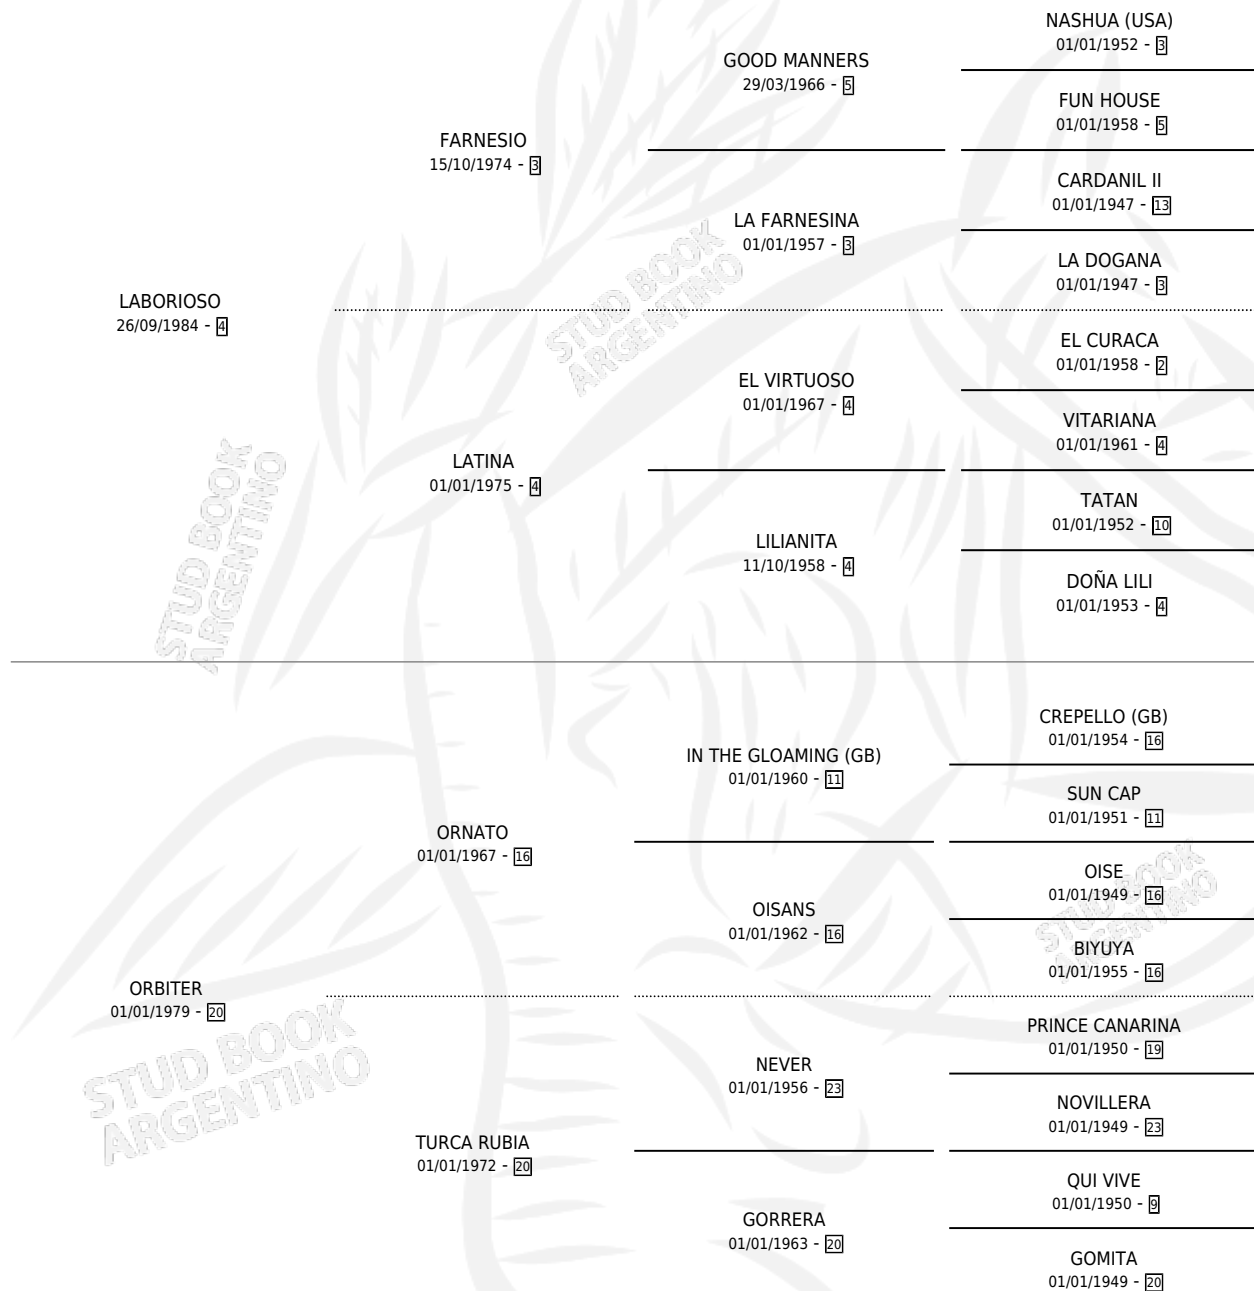 NASHUA (USA)
01/01/1952 - 3
GOOD MANNERS
29/03/1966 - 5
FUN HOUSE
01/01/1958 - 5
FARNESIO
15/10/1974 - 3
CARDANIL II
01/01/1947 - 13
LA FARNESINA
01/01/1957 - 3
LA DOGANA
01/01/1947 - 3
LABORIOSO
26/09/1984 - 4
EL CURACA
01/01/1958 - 2
EL VIRTUOSO
01/01/1967 - 4
VITARIANA
01/01/1961 - 4
LATINA
01/01/1975 - 4
TATAN
01/01/1952 - 10
LILIANITA
11/10/1958 - 4
DOÑA LILI
01/01/1953 - 4
CREPELLO (GB)
01/01/1954 - 16
IN THE GLOAMING (GB)
01/01/1960 - 11
SUN CAP
01/01/1951 - 11
ORNATO
01/01/1967 - 16
OISE
01/01/1949 - 16
OISANS
01/01/1962 - 16
BIYUYA
01/01/1955 - 16
ORBITER
01/01/1979 - 20
PRINCE CANARINA
01/01/1950 - 19
NEVER
01/01/1956 - 23
NOVILLERA
01/01/1949 - 23
TURCA RUBIA
01/01/1972 - 20
QUI VIVE
01/01/1950 - 9
GORRERA
01/01/1963 - 20
GOMITA
01/01/1949 - 20
STUD BOOK
ARGENTINO
STUD BOOK
ARGENTINO
STUD BOOK
ARGENTINO
STUD BOOK
ARGENTINO